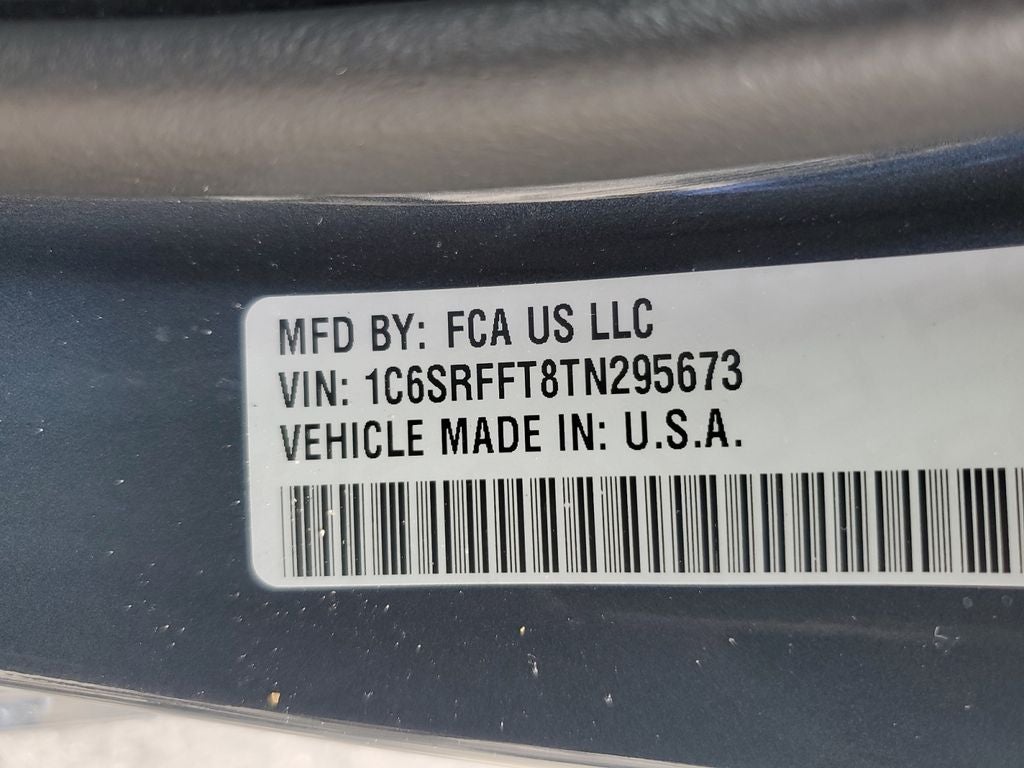 MFD BY: FCA US LLC
VIN: 1C6SRFFT8TN295673
VEHICLE MADE IN: U.S.A.